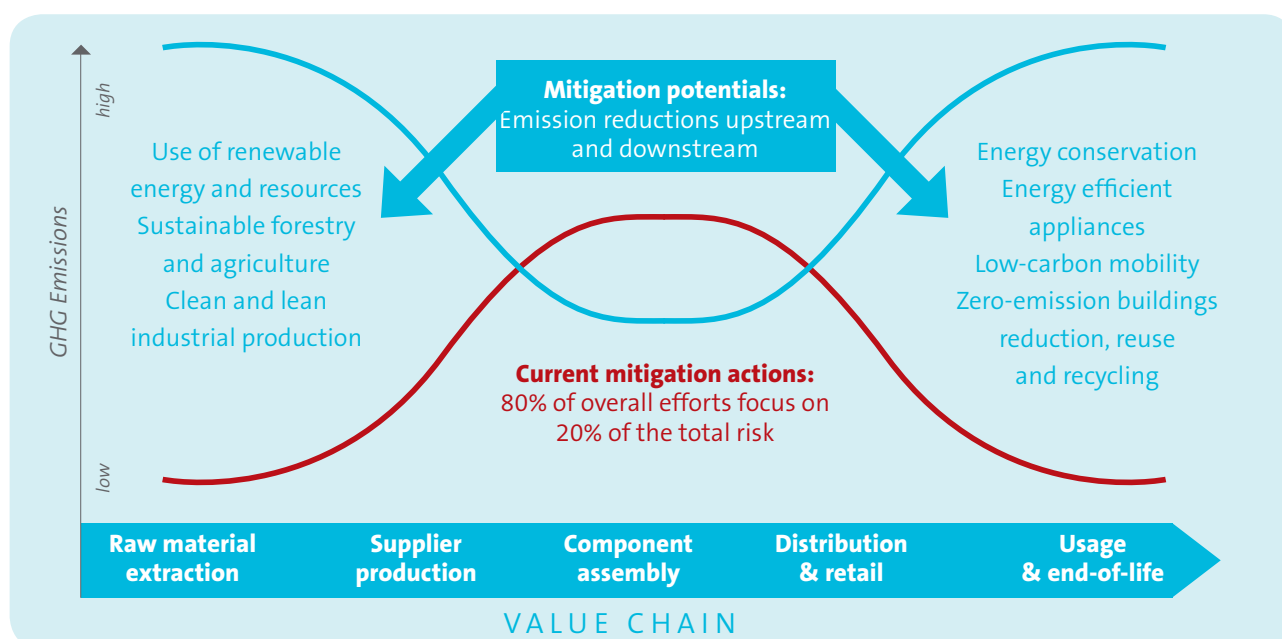 high
GHG Emissions
low
Mitigation potentials:
Emission reductions upstream
and downstream
Use of renewable
energy and resources
Sustainable forestry
and agriculture
Clean and lean
industrial production
Energy conservation
Energy efficient
appliances
Low-carbon mobility
Zero-emission buildings
reduction, reuse
and recycling
Current mitigation actions:
80% of overall efforts focus on
20% of the total risk
Raw material
extraction
Supplier
production
Component
assembly
Distribution
& retail
Usage
& end-of-life
VALUE CHAIN